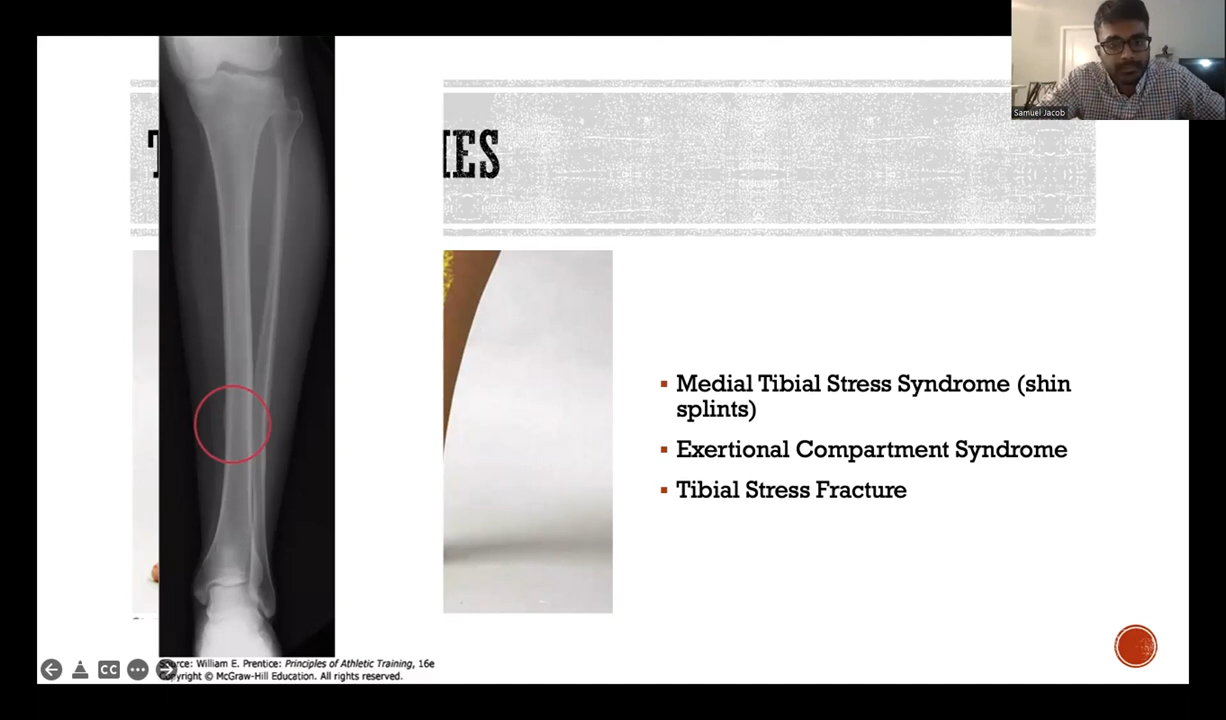 Samuel Jacob
Medial Tibial Stress Syndrome (shin
splints)
Exertional Compartment Syndrome
Tibial Stress Fracture
CC
Source: William E. Prentice: Principles of Athletic Training, 16e
Copyright © McGraw-Hill Education. All rights reserved.